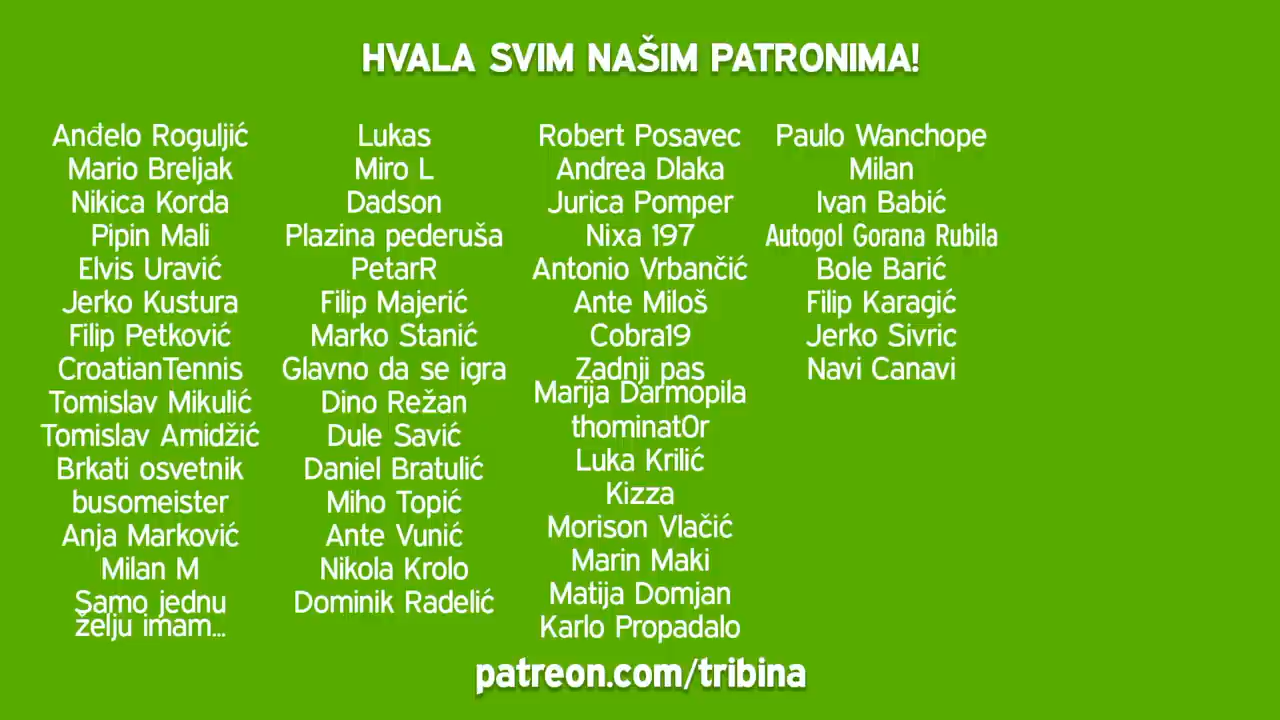 HVALA SVIM NAŠIM PATRONIMA!
Anđelo Roguljić
Mario Breljak
Nikica Korda
Pipin Mali
Elvis Uravić
Jerko Kustura
Filip Petković
CroatianTennis
Tomislav Mikulić
Tomislav Amidžić
Brkati osvetnik
busomeister
Anja Marković
Milan M
Samo jednu
želju imam...
Lukas
Miro L
Dadson
Plazina pederuša
PetarR
Filip Majerić
Marko Stanić
Glavno da se igra
Dino Režan
Dule Savić
Daniel Bratulić
Miho Topić
Ante Vunić
Nikola Krolo
Dominik Radelić
Robert Posavec
Andrea Dlaka
Jurica Pomper
Nixa 197
Antonio Vrbančić
Ante Miloš
Cobra19
Zadnji pas
Marija Darmopila
thominat0r
Luka Krilić
Kizza
Morison Vlačić
Marin Maki
Matija Domjan
Karlo Propadalo
Paulo Wanchope
Milan
Ivan Babić
Autogol Gorana Rubila
Bole Barić
Filip Karagić
Jerko Sivric
Navi Canavi
patreon.com/tribina